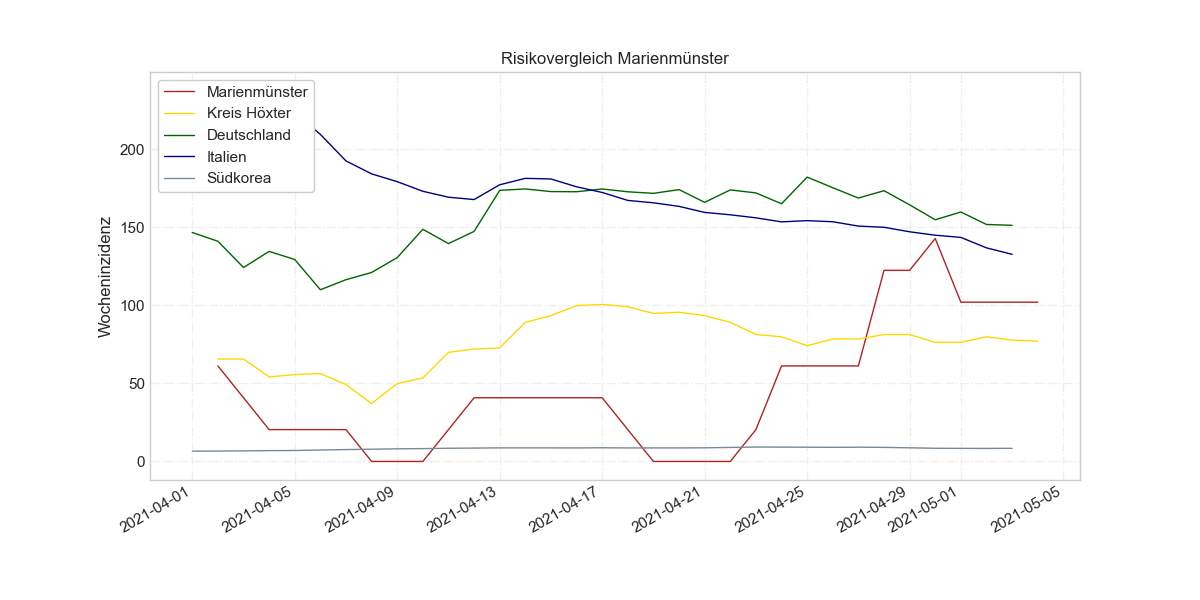 Risikovergleich Marienmünster
Marienmünster
Kreis Höxter
Deutschland
Italien
Südkorea
Wocheninzidenz
200
150
100
50
0
2021-04-01
2021-04-05
2021-04-09
2021-04-13
2021-04-17
2021-04-21
2021-04-25
2021-04-29
2021-05-01
2021-05-05